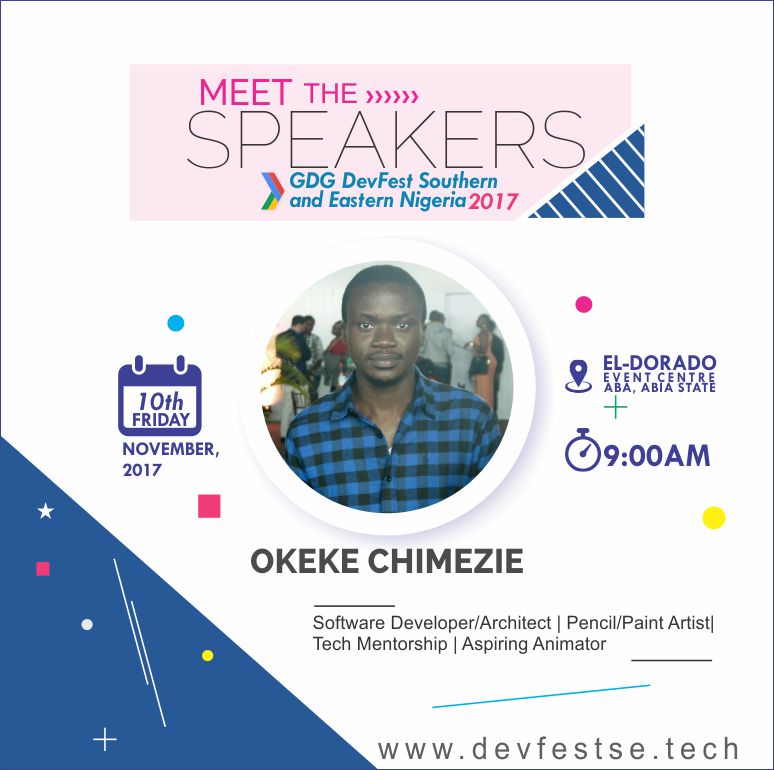 MEET THE »»»
SPEAKERS
GDG DevFest Southern
and Eastern Nigeria 2017
10th
FRIDAY
NOVEMBER,
2017
EL-DORADO
EVENT CENTRE
ABA, ABIA STATE
9:00AM
OKEKE CHIMEZIE
Software Developer/Architect | Pencil/Paint Artist|
Tech Mentorship | Aspiring Animator
www.devfestse.tech